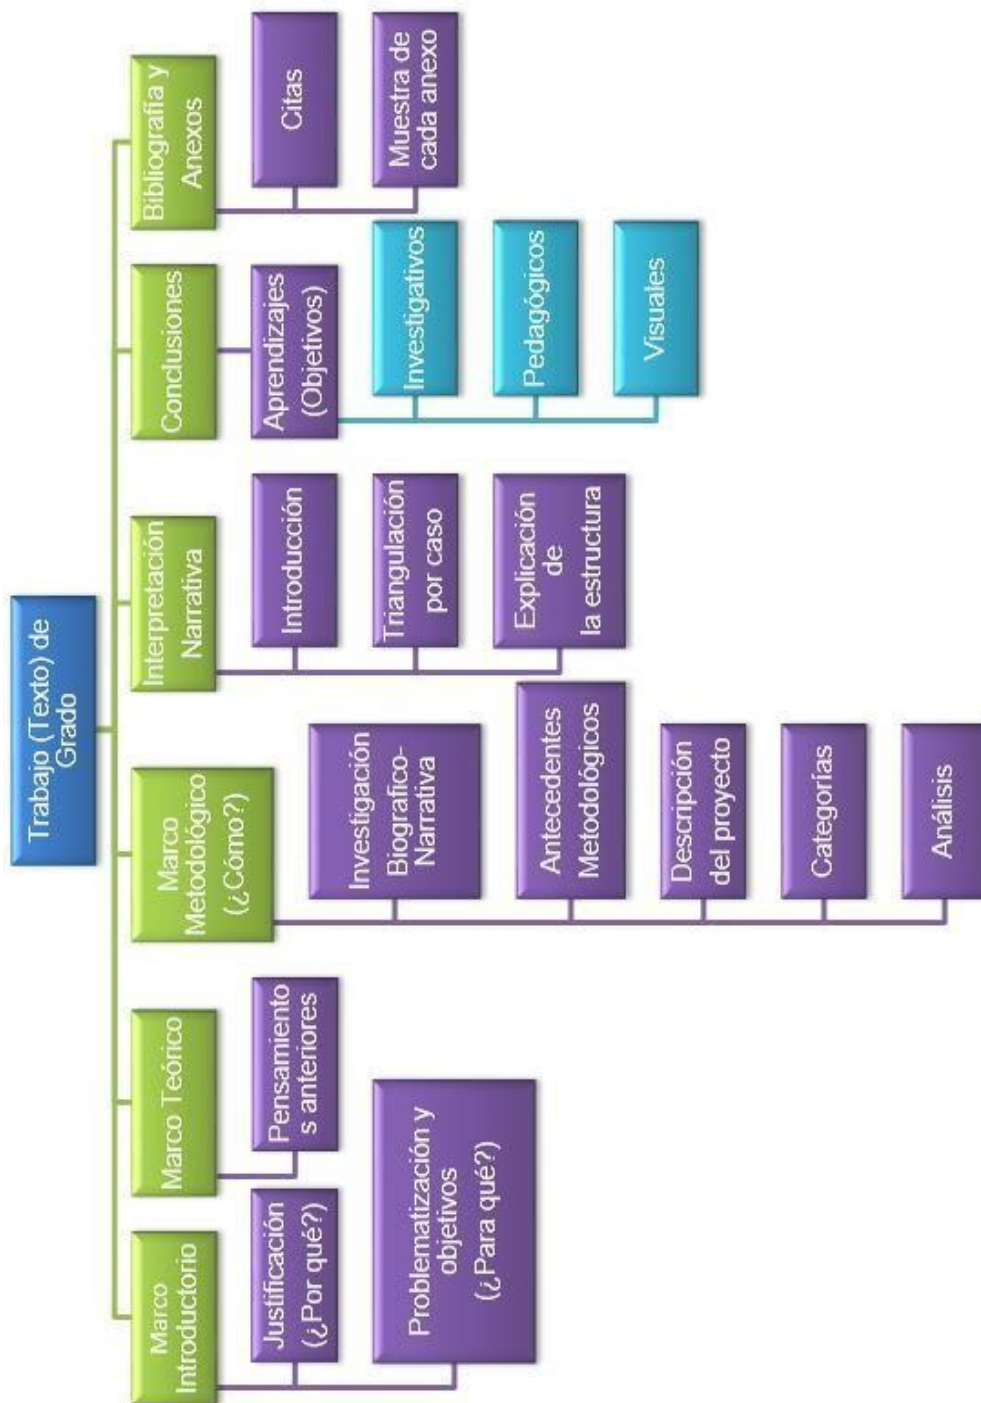 Trabajo (Texto) de
Grado
Marco
Introductorio
Justificación
(¿Por qué?)
Problematización y
objetivos
(¿Para qué?)
Marco Teórico
Pensamiento
s anteriores
Marco
Metodológico
(¿Cómo?)
Investigación
Biografico-
Narrativa
Antecedentes
Metodológicos
Descripción
del proyecto
Categorías
Análisis
Interpretación
Narrativa
Introducción
Triangulación
por caso
Explicación
de
la estructura
Conclusiones
Aprendizajes
(Objetivos)
Investigativos
Pedagógicos
Visuales
Bibliografía y
Anexos
Citas
Muestra de
cada anexo